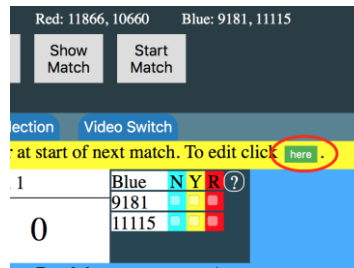 Red: 11866, 10660 Blue: 9181, 11115
Show Match
Start Match
lection Video Switch
at start of next match. To edit click here .
1 Blue N Y R ?
9181
0 11115